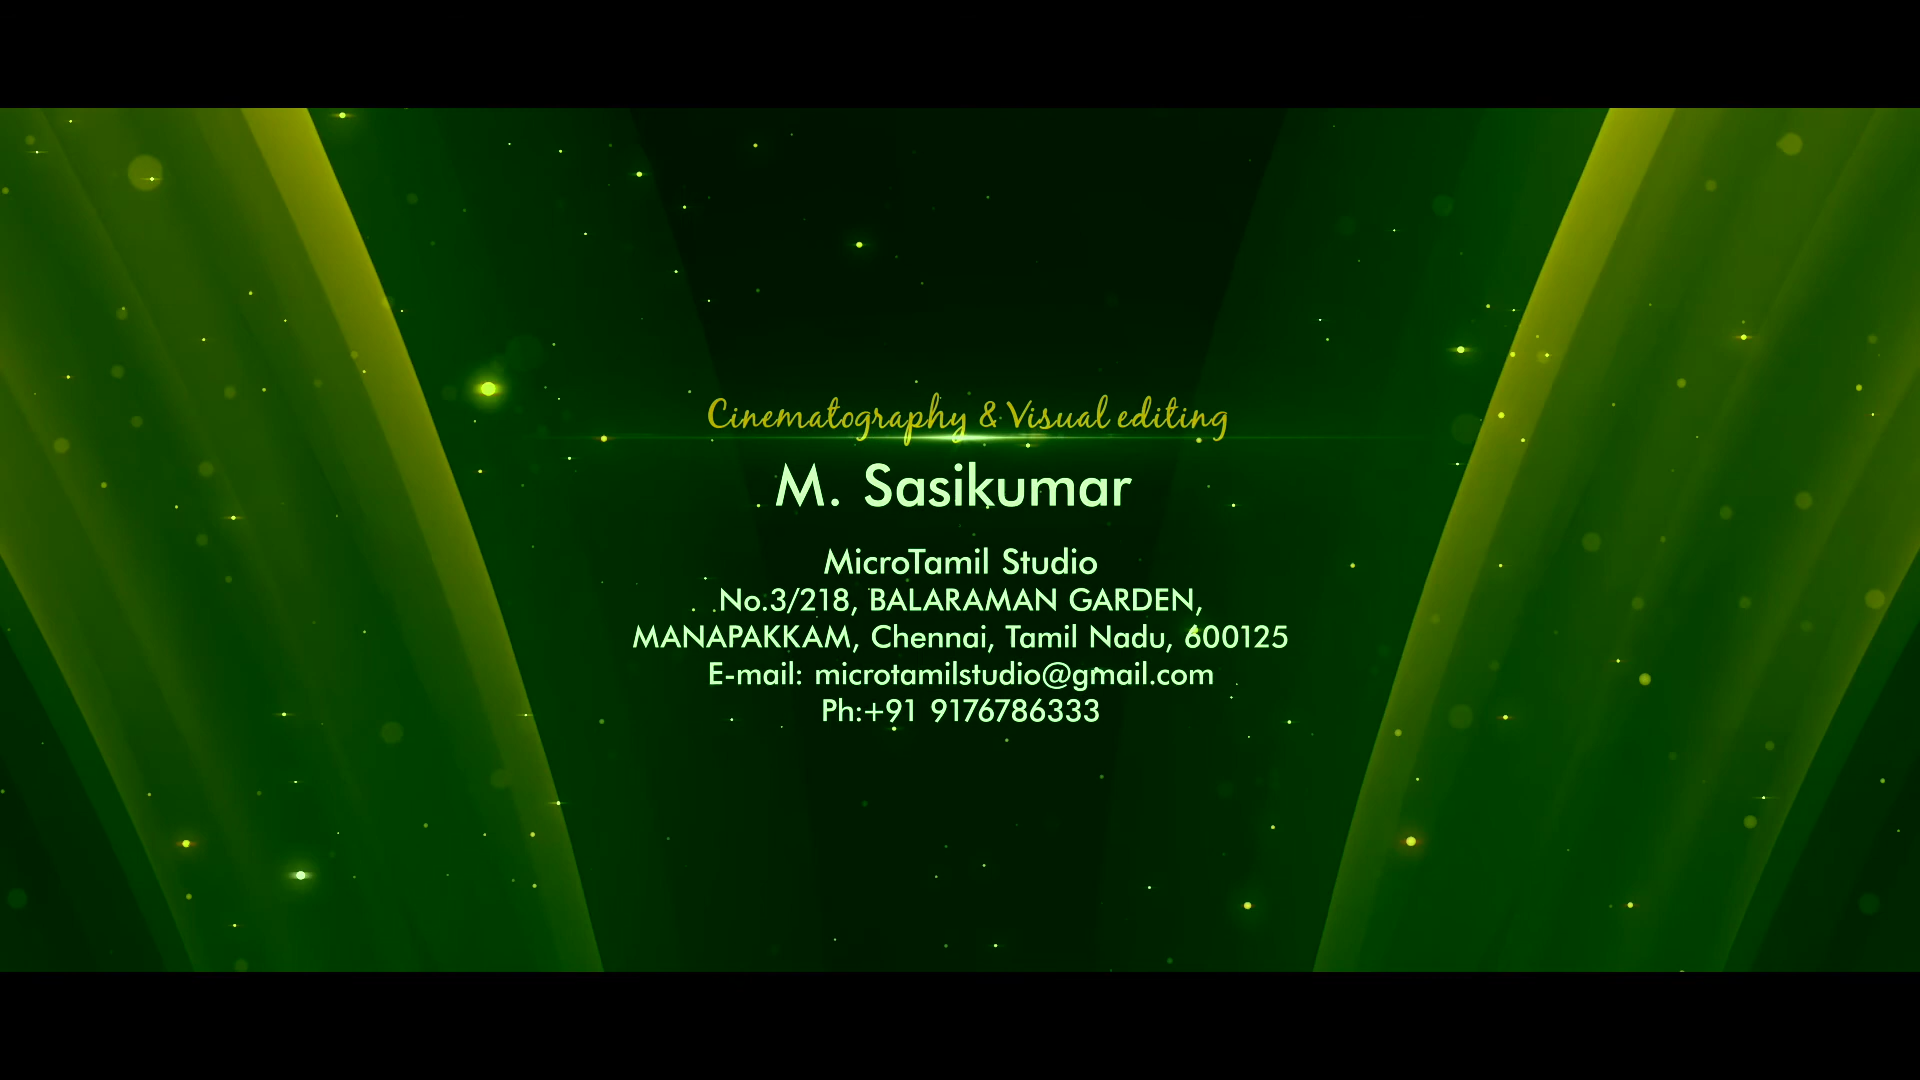 Cinematography & Visual editing
M. Sasikumar
MicroTamil Studio
No.3/218, BALARAMAN GARDEN,
MANAPAKKAM, Chennai, Tamil Nadu, 600125
E-mail: microtamilstudio@gmail.com
Ph:+91 9176786333